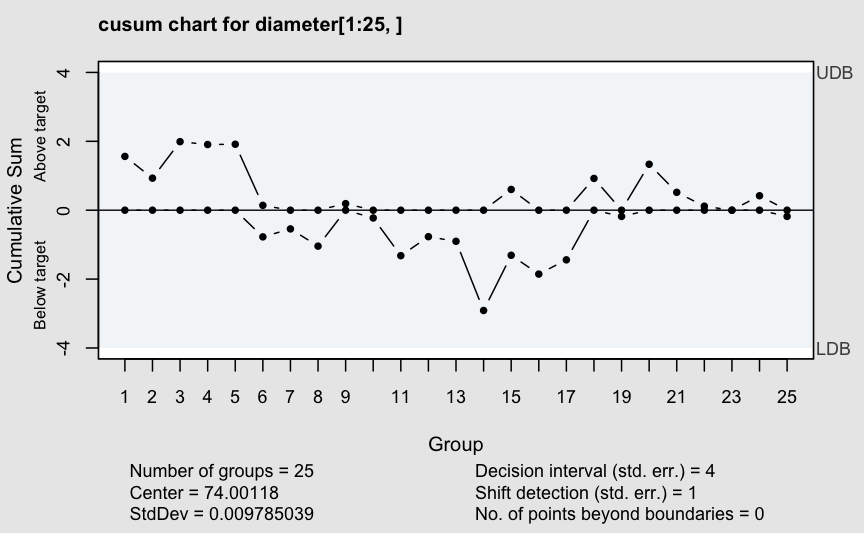 cusum chart for diameter[1:25, ]
UDB
4
2
0
-2
-4
Cumulative Sum
Above target
Below target
LDB
1 2 3 4 5 6 7 8 9 11 13 15 17 19 21 23 25
Group
Number of groups = 25
Center = 74.00118
StdDev = 0.009785039
Decision interval (std. err.) = 4
Shift detection (std. err.) = 1
No. of points beyond boundaries = 0